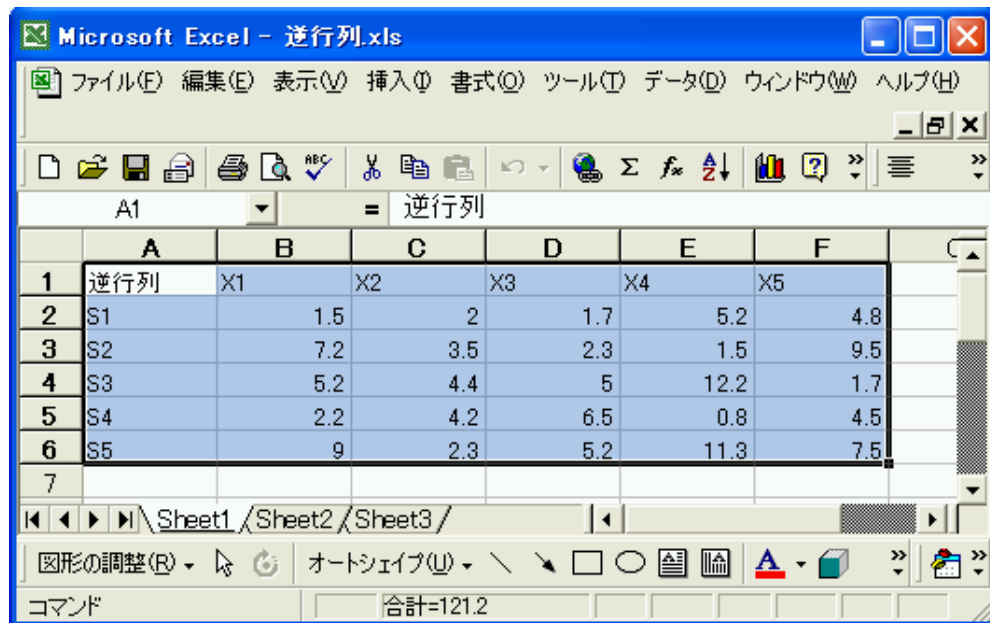 Microsoft Excel - 逆行列.xls
ファイル(F) 編集(E) 表示(V) 挿入(I) 書式(O) ツール(T) データ(D) ウィンドウ(W) ヘルプ(H)
A1 = 逆行列
A B C D E F
1 逆行列 X1 X2 X3 X4 X5
2 S1 1.5 2 1.7 5.2 4.8
3 S2 7.2 3.5 2.3 1.5 9.5
4 S3 5.2 4.4 5 12.2 1.7
5 S4 2.2 4.2 6.5 0.8 4.5
6 S5 9 2.3 5.2 11.3 7.5
7
Sheet1 Sheet2 Sheet3
図形の調整(R) オートシェイプ(U)
コマンド 合計=121.2